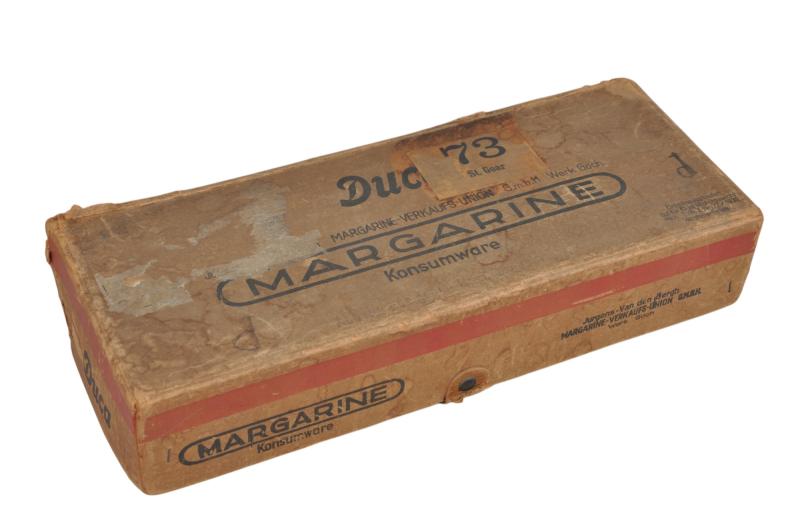 73
St. Goar
Duc
MARGARINE-VERKAUFS-UNION G.m.b.H. Werk Goch
MARGARINE
Konsumware
d
Jurgens-Van den Bergh
MARGARINE-VERKAUFS-UNION G.M.B.H.
Werk Goch
Duca
MARGARINE
Konsumware